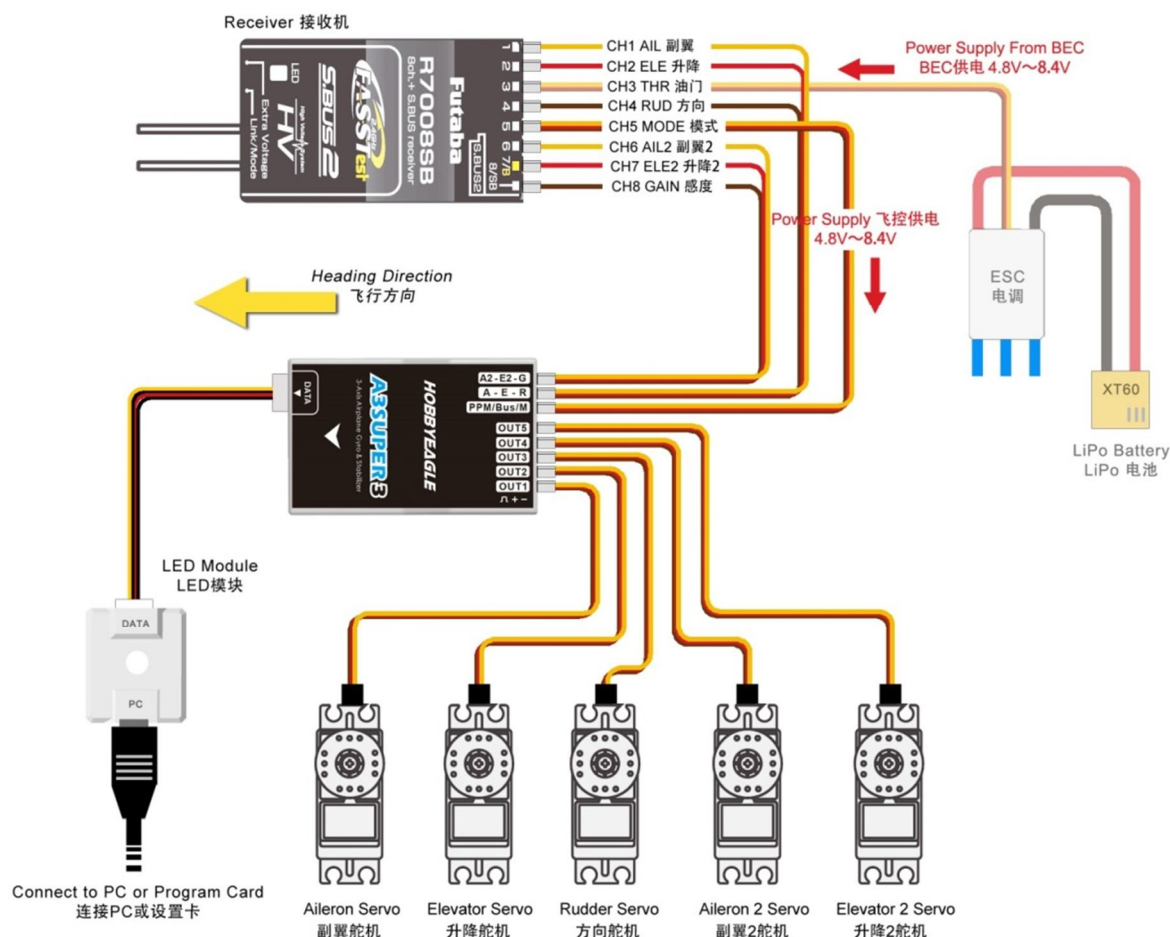 Receiver 接收机
LED
Extra Voltage
Link/Mode
HV
S.BUS2
2.4GHz
FASSTest
R7008SB
8ch.+ S.BUS receiver
Futaba
1
2
3
4
5
6
7/B
8/SB
S.BUS2
CH1 AIL 副翼
CH2 ELE 升降
CH3 THR 油门
CH4 RUD 方向
CH5 MODE 模式
CH6 AIL2 副翼2
CH7 ELE2 升降2
CH8 GAIN 感度
Power Supply From BEC
BEC供电 4.8V～8.4V
Power Supply 飞控供电
4.8V～8.4V
ESC
电调
XT60
LiPo Battery
LiPo 电池
Heading Direction
飞行方向
DATA
3-Axis Airplane Gyro & Stabilizer
A3SUPER3
HOBBYEAGLE
A2-E2-G
A - E - R
PPM/Bus/M
OUT5
OUT4
OUT3
OUT2
OUT1
+ −
LED Module
LED模块
DATA
PC
Connect to PC or Program Card
连接PC或设置卡
Aileron Servo
副翼舵机
Elevator Servo
升降舵机
Rudder Servo
方向舵机
Aileron 2 Servo
副翼2舵机
Elevator 2 Servo
升降2舵机